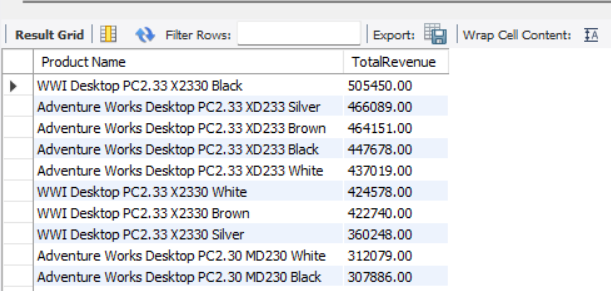 Result Grid Filter Rows: Export: Wrap Cell Content: IA
Product Name TotalRevenue
WWI Desktop PC2.33 X2330 Black 505450.00
Adventure Works Desktop PC2.33 XD233 Silver 466089.00
Adventure Works Desktop PC2.33 XD233 Brown 464151.00
Adventure Works Desktop PC2.33 XD233 Black 447678.00
Adventure Works Desktop PC2.33 XD233 White 437019.00
WWI Desktop PC2.33 X2330 White 424578.00
WWI Desktop PC2.33 X2330 Brown 422740.00
WWI Desktop PC2.33 X2330 Silver 360248.00
Adventure Works Desktop PC2.30 MD230 White 312079.00
Adventure Works Desktop PC2.30 MD230 Black 307886.00